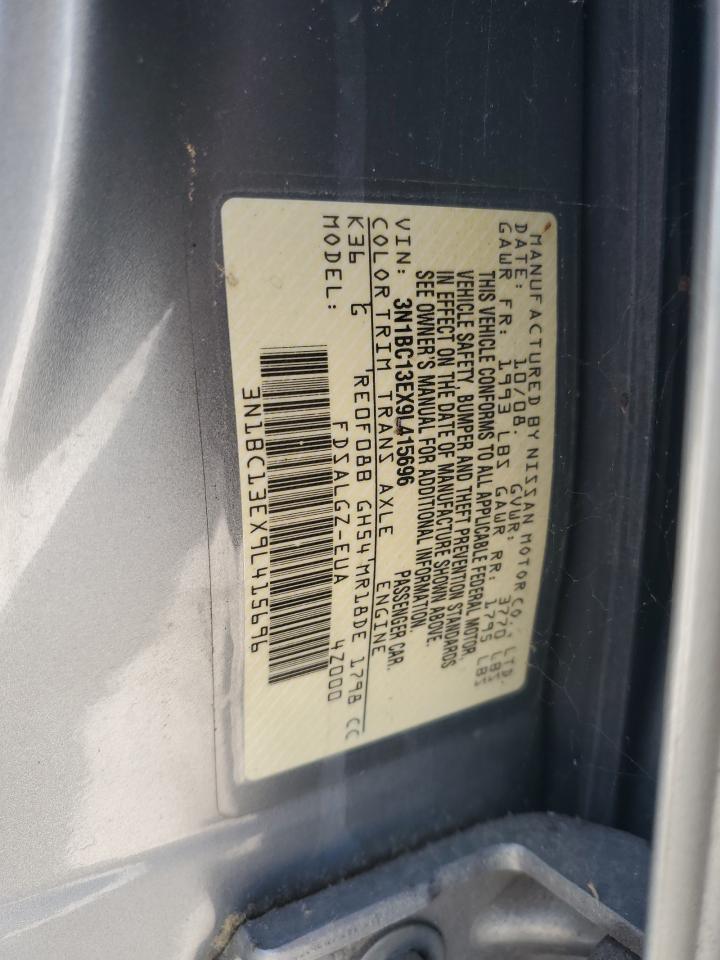 MANUFACTURED BY NISSAN MOTOR CO., LTD.
DATE: 10/08 GVWR: 3770 LBS
GAWR FR: 1993 LBS GAWR RR: 1795 LBS
THIS VEHICLE CONFORMS TO ALL APPLICABLE FEDERAL MOTOR
VEHICLE SAFETY, BUMPER AND THEFT PREVENTION STANDARDS
IN EFFECT ON THE DATE OF MANUFACTURE SHOWN ABOVE.
SEE OWNER'S MANUAL FOR ADDITIONAL INFORMATION.
VIN: 3N1BC13EX9L415696 PASSENGER CAR.
COLOR TRIM TRANS AXLE ENGINE
K36 G RE0F08B GH54 MR18DE 1798 CC
MODEL: FDSALGZ-EUA 4Z000
3N1BC13EX9L415696